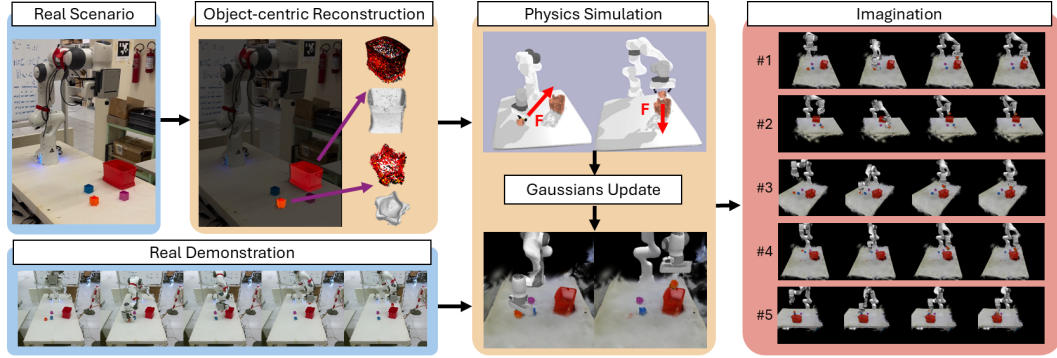 Real Scenario
Object-centric Reconstruction
Physics Simulation
Imagination
F
F
Gaussians Update
Real Demonstration
#1
#2
#3
#4
#5